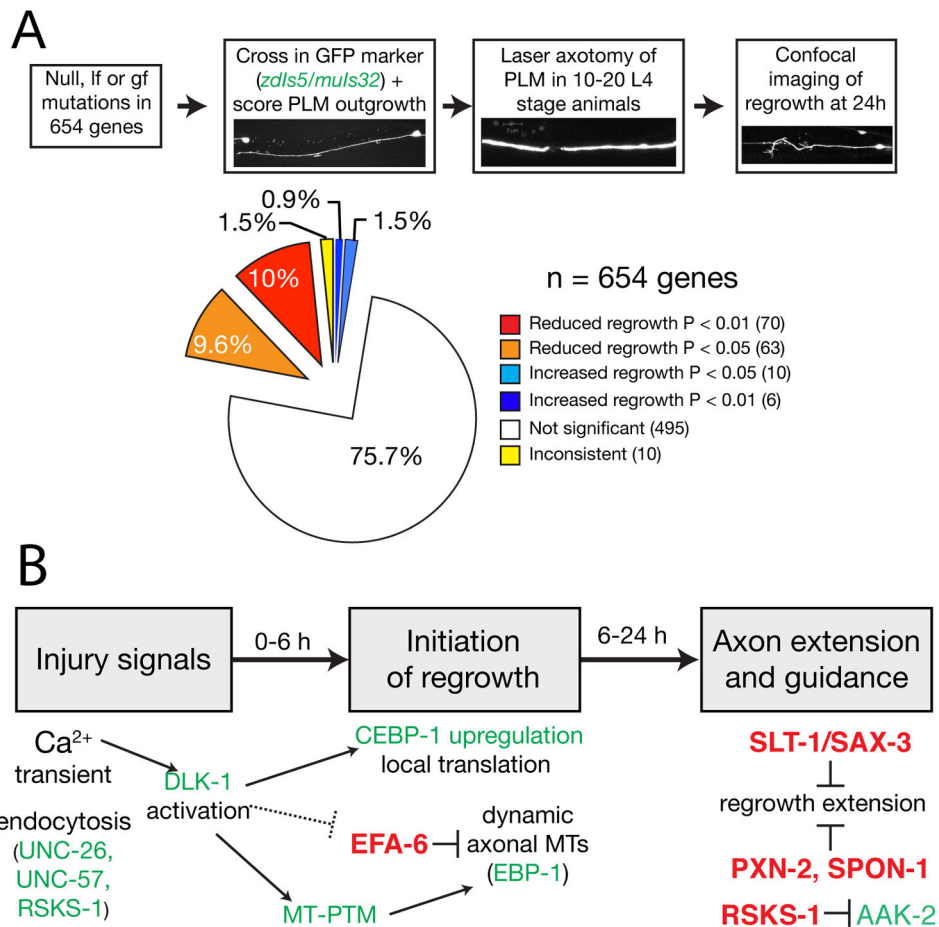 A
Null, lf or gf
mutations in
654 genes
Cross in GFP marker
(zdIs5/muIs32) +
score PLM outgrowth
Laser axotomy of
PLM in 10-20 L4
stage animals
5 µm
Confocal
imaging of
regrowth at 24h
0.9%
1.5%
1.5%
10%
9.6%
75.7%
n = 654 genes
Reduced regrowth P < 0.01 (70)
Reduced regrowth P < 0.05 (63)
Increased regrowth P < 0.05 (10)
Increased regrowth P < 0.01 (6)
Not significant (495)
Inconsistent (10)
B
Injury signals
0-6 h
Initiation
of regrowth
6-24 h
Axon extension
and guidance
Ca²⁺
transient
DLK-1
activation
endocytosis
(UNC-26,
UNC-57,
RSKS-1)
CEBP-1 upregulation
local translation
EFA-6
dynamic
axonal MTs
(EBP-1)
MT-PTM
SLT-1/SAX-3
regrowth extension
PXN-2, SPON-1
RSKS-1
AAK-2